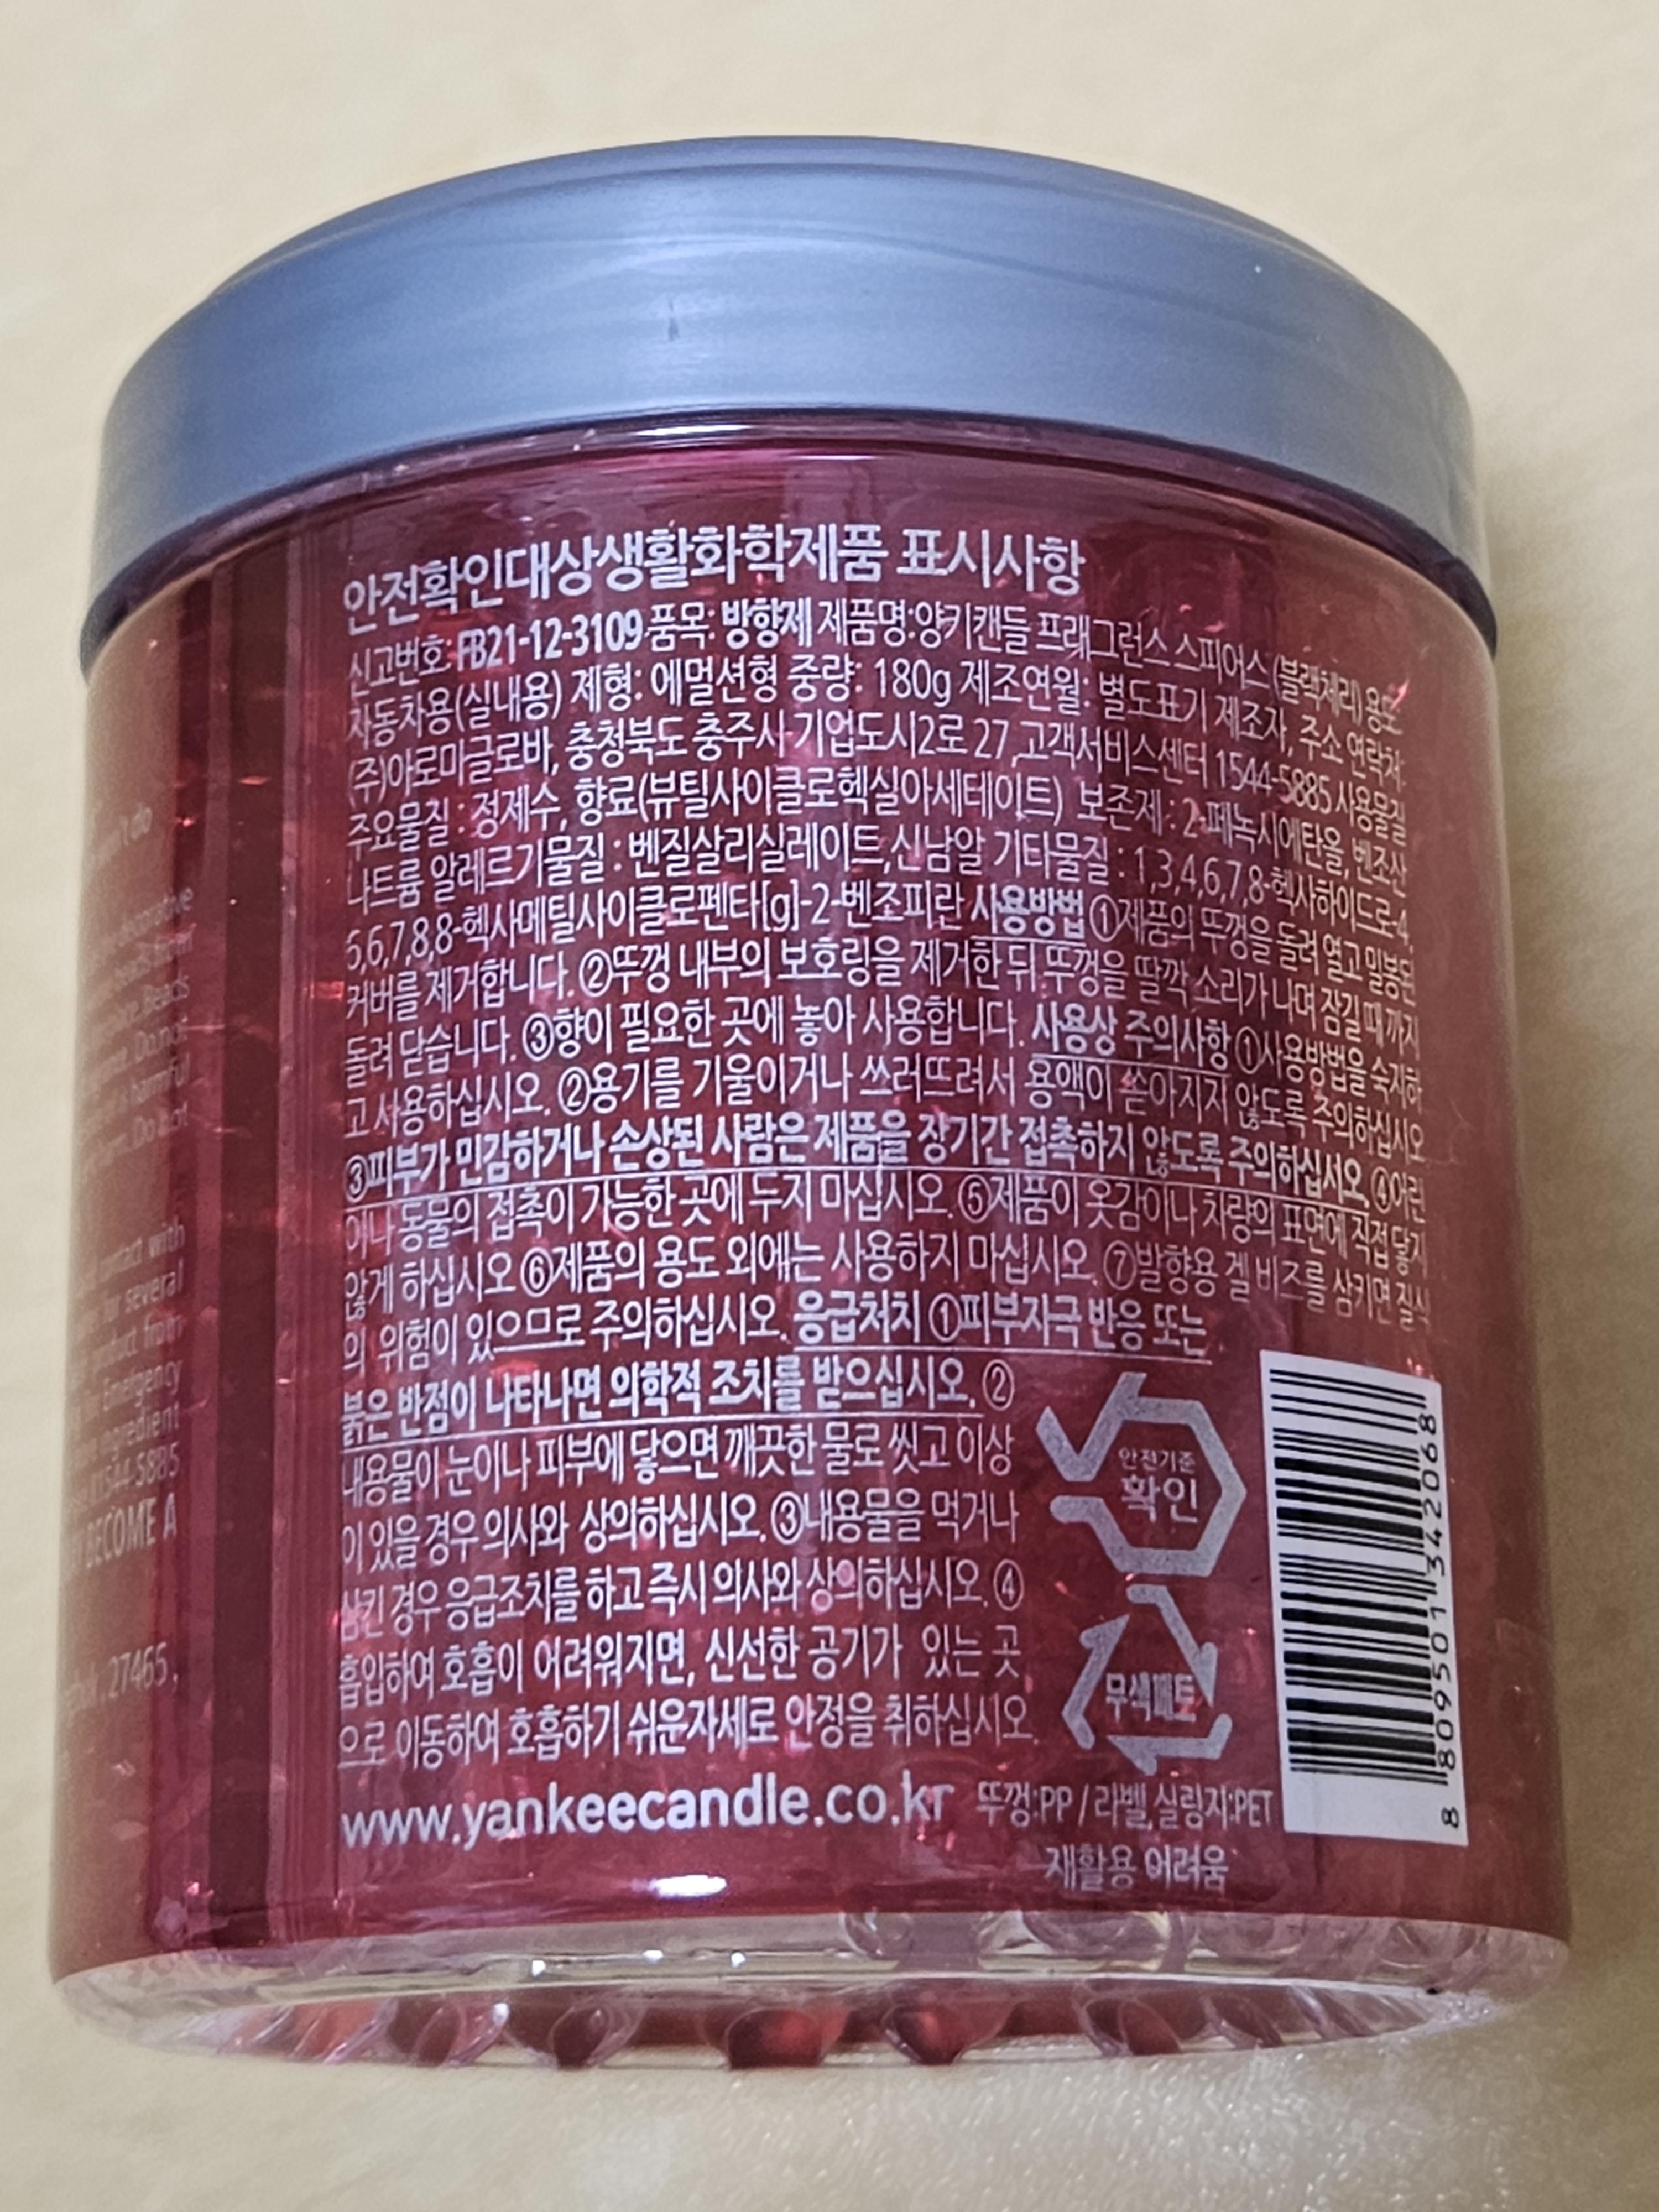 안전확인대상생활화학제품 표시사항
신고번호: FB21-12-3109 품목: 방향제 제품명:양키캔들 프래그런스 스피어스 (블랙체리) 용도:
자동차용(실내용) 제형: 에멀션형 중량: 180g 제조연월: 별도표기 제조자, 주소 연락처:
(주)아로마글로바, 충청북도 충주시 기업도시2로 27, 고객서비스센터 1544-5885 사용물질
주요물질 : 정제수, 향료(뷰틸사이클로헥실아세테이트) 보존제 : 2-페녹시에탄올, 벤조산
나트륨 알레르기물질 : 벤질살리실레이트,신남알 기타물질 : 1,3,4,6,7,8-헥사하이드로-4,
6,6,7,8,8-헥사메틸사이클로펜타[g]-2-벤조피란 사용방법 ①제품의 뚜껑을 돌려 열고 밀봉된
커버를 제거합니다. ②뚜껑 내부의 보호링을 제거한 뒤 뚜껑을 딸깍 소리가 나며 잠길 때 까지
돌려 닫습니다. ③향이 필요한 곳에 놓아 사용합니다. 사용상 주의사항 ①사용방법을 숙지하
고 사용하십시오. ②용기를 기울이거나 쓰러뜨려서 용액이 쏟아지지 않도록 주의하십시오
③피부가 민감하거나 손상된 사람은 제품을 장기간 접촉하지 않도록 주의하십시오. ④어린
이나 동물의 접촉이 가능한 곳에 두지 마십시오. ⑤제품이 옷감이나 차량의 표면에 직접 닿지
않게 하십시오 ⑥제품의 용도 외에는 사용하지 마십시오. ⑦발향용 겔 비즈를 삼키면 질식
의 위험이 있으므로 주의하십시오. 응급처치 ①피부자극 반응 또는
붉은 반점이 나타나면 의학적 조치를 받으십시오. ②
내용물이 눈이나 피부에 닿으면 깨끗한 물로 씻고 이상
이 있을 경우 의사와 상의하십시오. ③내용물을 먹거나
삼킨 경우 응급조치를 하고 즉시 의사와 상의하십시오. ④
흡입하여 호흡이 어려워지면, 신선한 공기가 있는 곳
으로 이동하여 호흡하기 쉬운자세로 안정을 취하십시오.
www.yankeecandle.co.kr
안전기준
확인
무색페트
뚜껑:PP / 라벨,실링지:PET
재활용 어려움
8 809501 342068
Beads
Do not
harmful
Do not
contact with
for several
product from
Emergency
ingredient
1544-5885
BECOME A
27465,